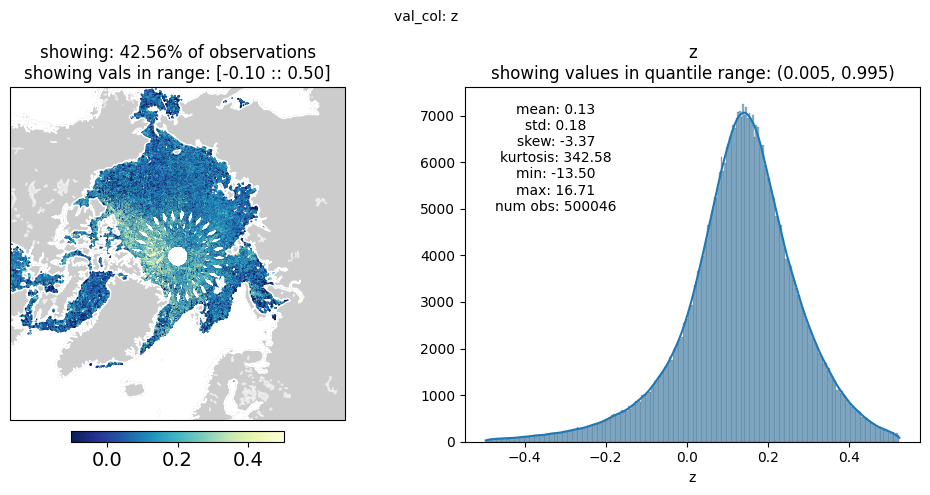 val_col: z
showing: 42.56% of observations
showing vals in range: [-0.10 :: 0.50]
0.0 0.2 0.4
z
showing values in quantile range: (0.005, 0.995)
mean: 0.13
std: 0.18
skew: -3.37
kurtosis: 342.58
min: -13.50
max: 16.71
num obs: 500046
7000
6000
5000
4000
3000
2000
1000
0
−0.4 −0.2 0.0 0.2 0.4
z